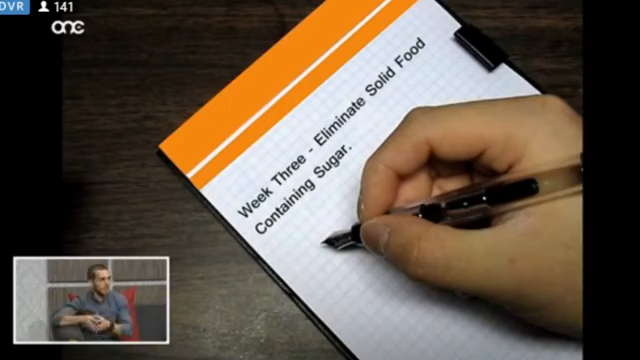 DVR 141
one
Week Three - Eliminate Solid Food
Containing Sugar.